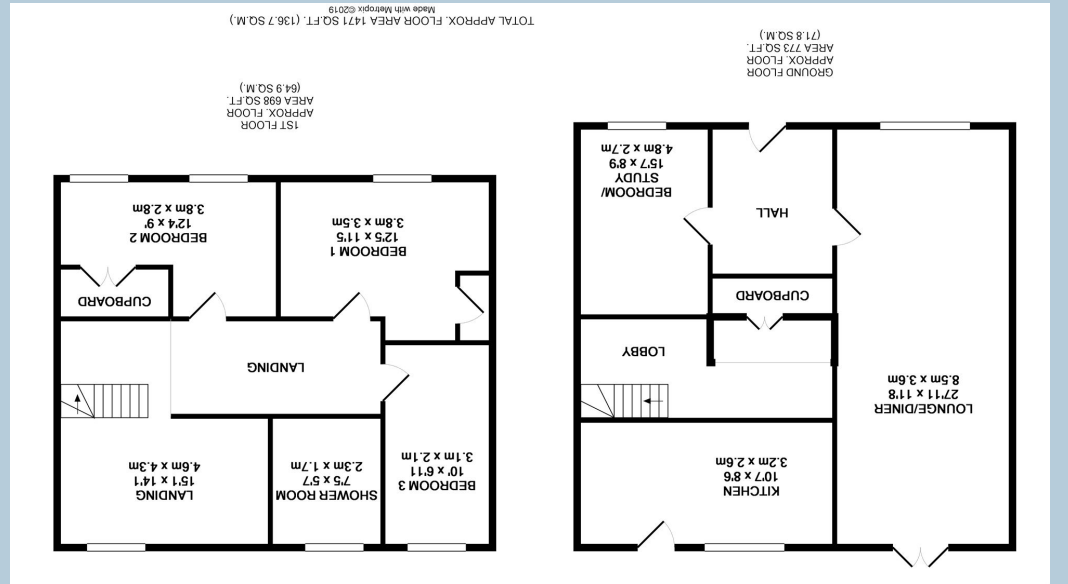 KITCHEN
10'7 x 8'6
3.2m x 2.6m
LOUNGE/DINER
27'11 x 11'8
8.5m x 3.6m
LOBBY
CUPBOARD
HALL
BEDROOM/
STUDY
15'7 x 8'9
4.8m x 2.7m
GROUND FLOOR
APPROX. FLOOR
AREA 773 SQ.FT.
(71.8 SQ.M.)
BEDROOM 3
10' x 6'11
3.1m x 2.1m
SHOWER ROOM
7'5 x 5'7
2.3m x 1.7m
LANDING
15'1 x 14'1
4.6m x 4.3m
LANDING
CUPBOARD
BEDROOM 1
12'5 x 11'5
3.8m x 3.5m
BEDROOM 2
12'4 x 9'
3.8m x 2.8m
1ST FLOOR
APPROX. FLOOR
AREA 698 SQ.FT.
(64.9 SQ.M.)
TOTAL APPROX. FLOOR AREA 1471 SQ.FT. (136.7 SQ.M.)
Made with Metropix ©2019